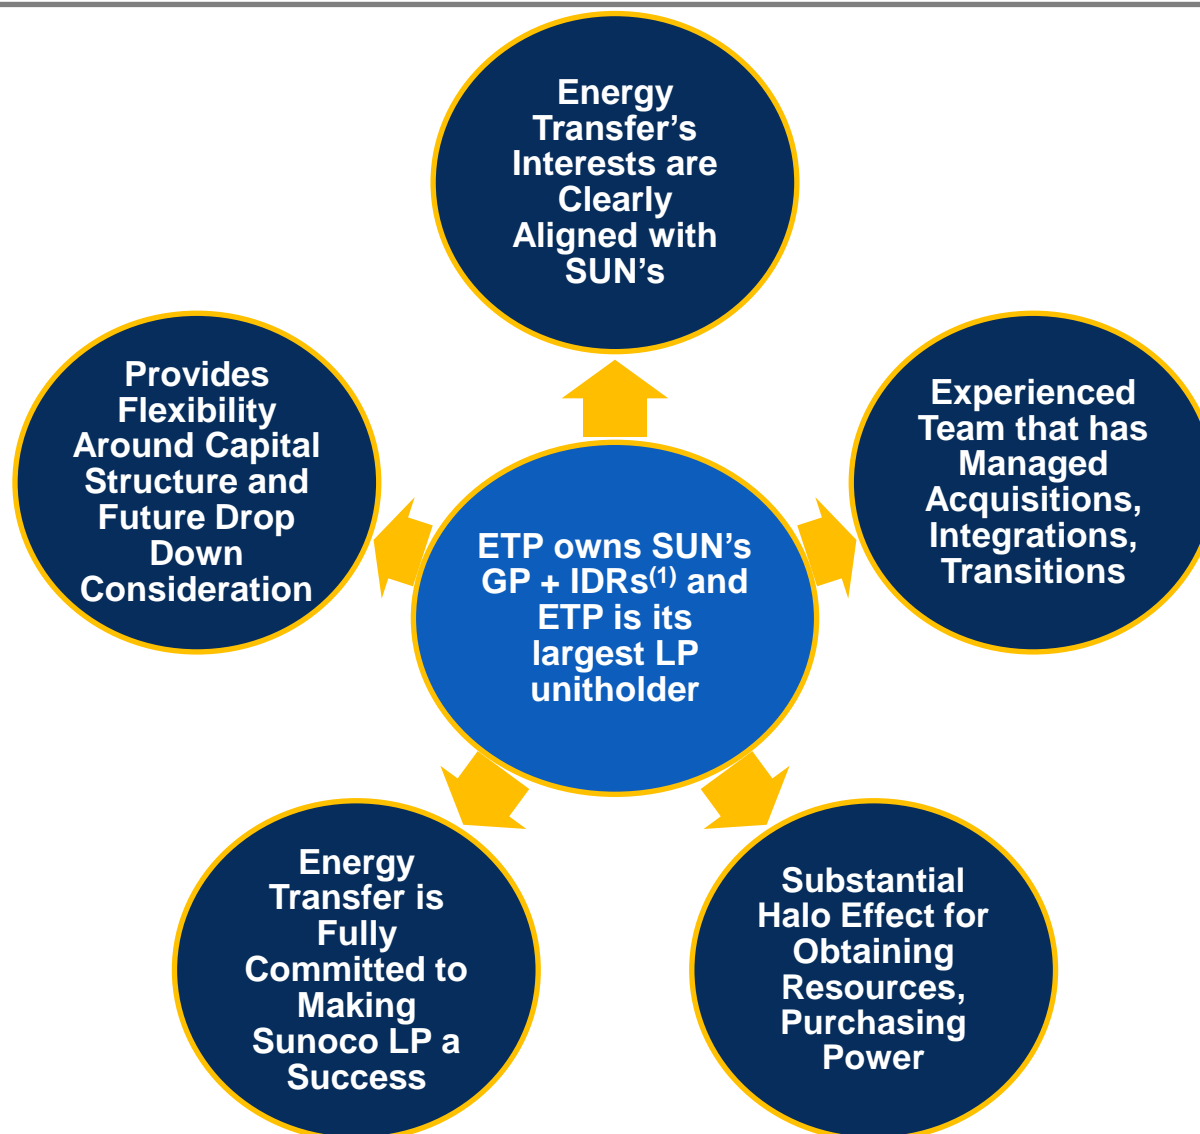 Energy
Transfer’s
Interests are
Clearly
Aligned with
SUN’s
Provides
Flexibility
Around Capital
Structure and
Future Drop
Down
Consideration
Experienced
Team that has
Managed
Acquisitions,
Integrations,
Transitions
ETP owns SUN’s
GP + IDRs(1) and
ETP is its
largest LP
unitholder
Energy
Transfer is
Fully
Committed to
Making
Sunoco LP a
Success
Substantial
Halo Effect for
Obtaining
Resources,
Purchasing
Power